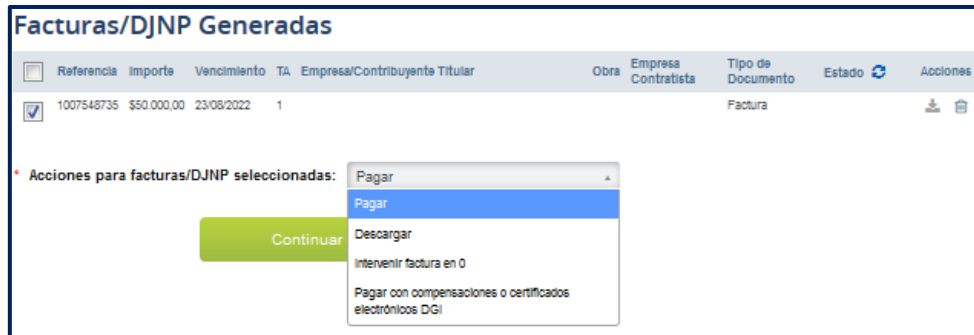 Facturas/DJNP Generadas
Referencia Importe Vencimiento TA Empresa/Contribuyente Titular Obra Empresa Contratista Tipo de Documento Estado Acciones
1007548735 $50.000,00 23/08/2022 1 Factura
* Acciones para facturas/DJNP seleccionadas: Pagar
Pagar
Continuar
Descargar
Intervenir factura en 0
Pagar con compensaciones o certificados
electrónicos DGI